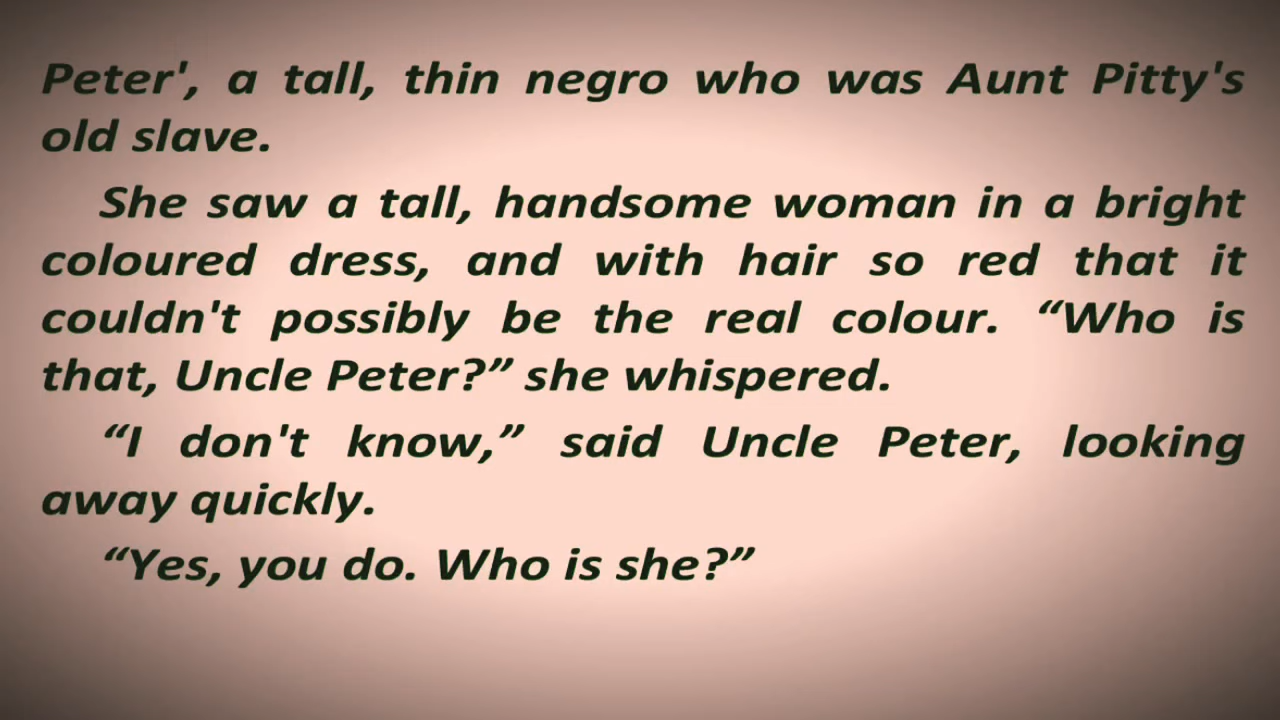 Peter', a tall, thin negro who was Aunt Pitty's
old slave.
She saw a tall, handsome woman in a bright
coloured dress, and with hair so red that it
couldn't possibly be the real colour. “Who is
that, Uncle Peter?” she whispered.
“I don't know,” said Uncle Peter, looking
away quickly.
“Yes, you do. Who is she?”